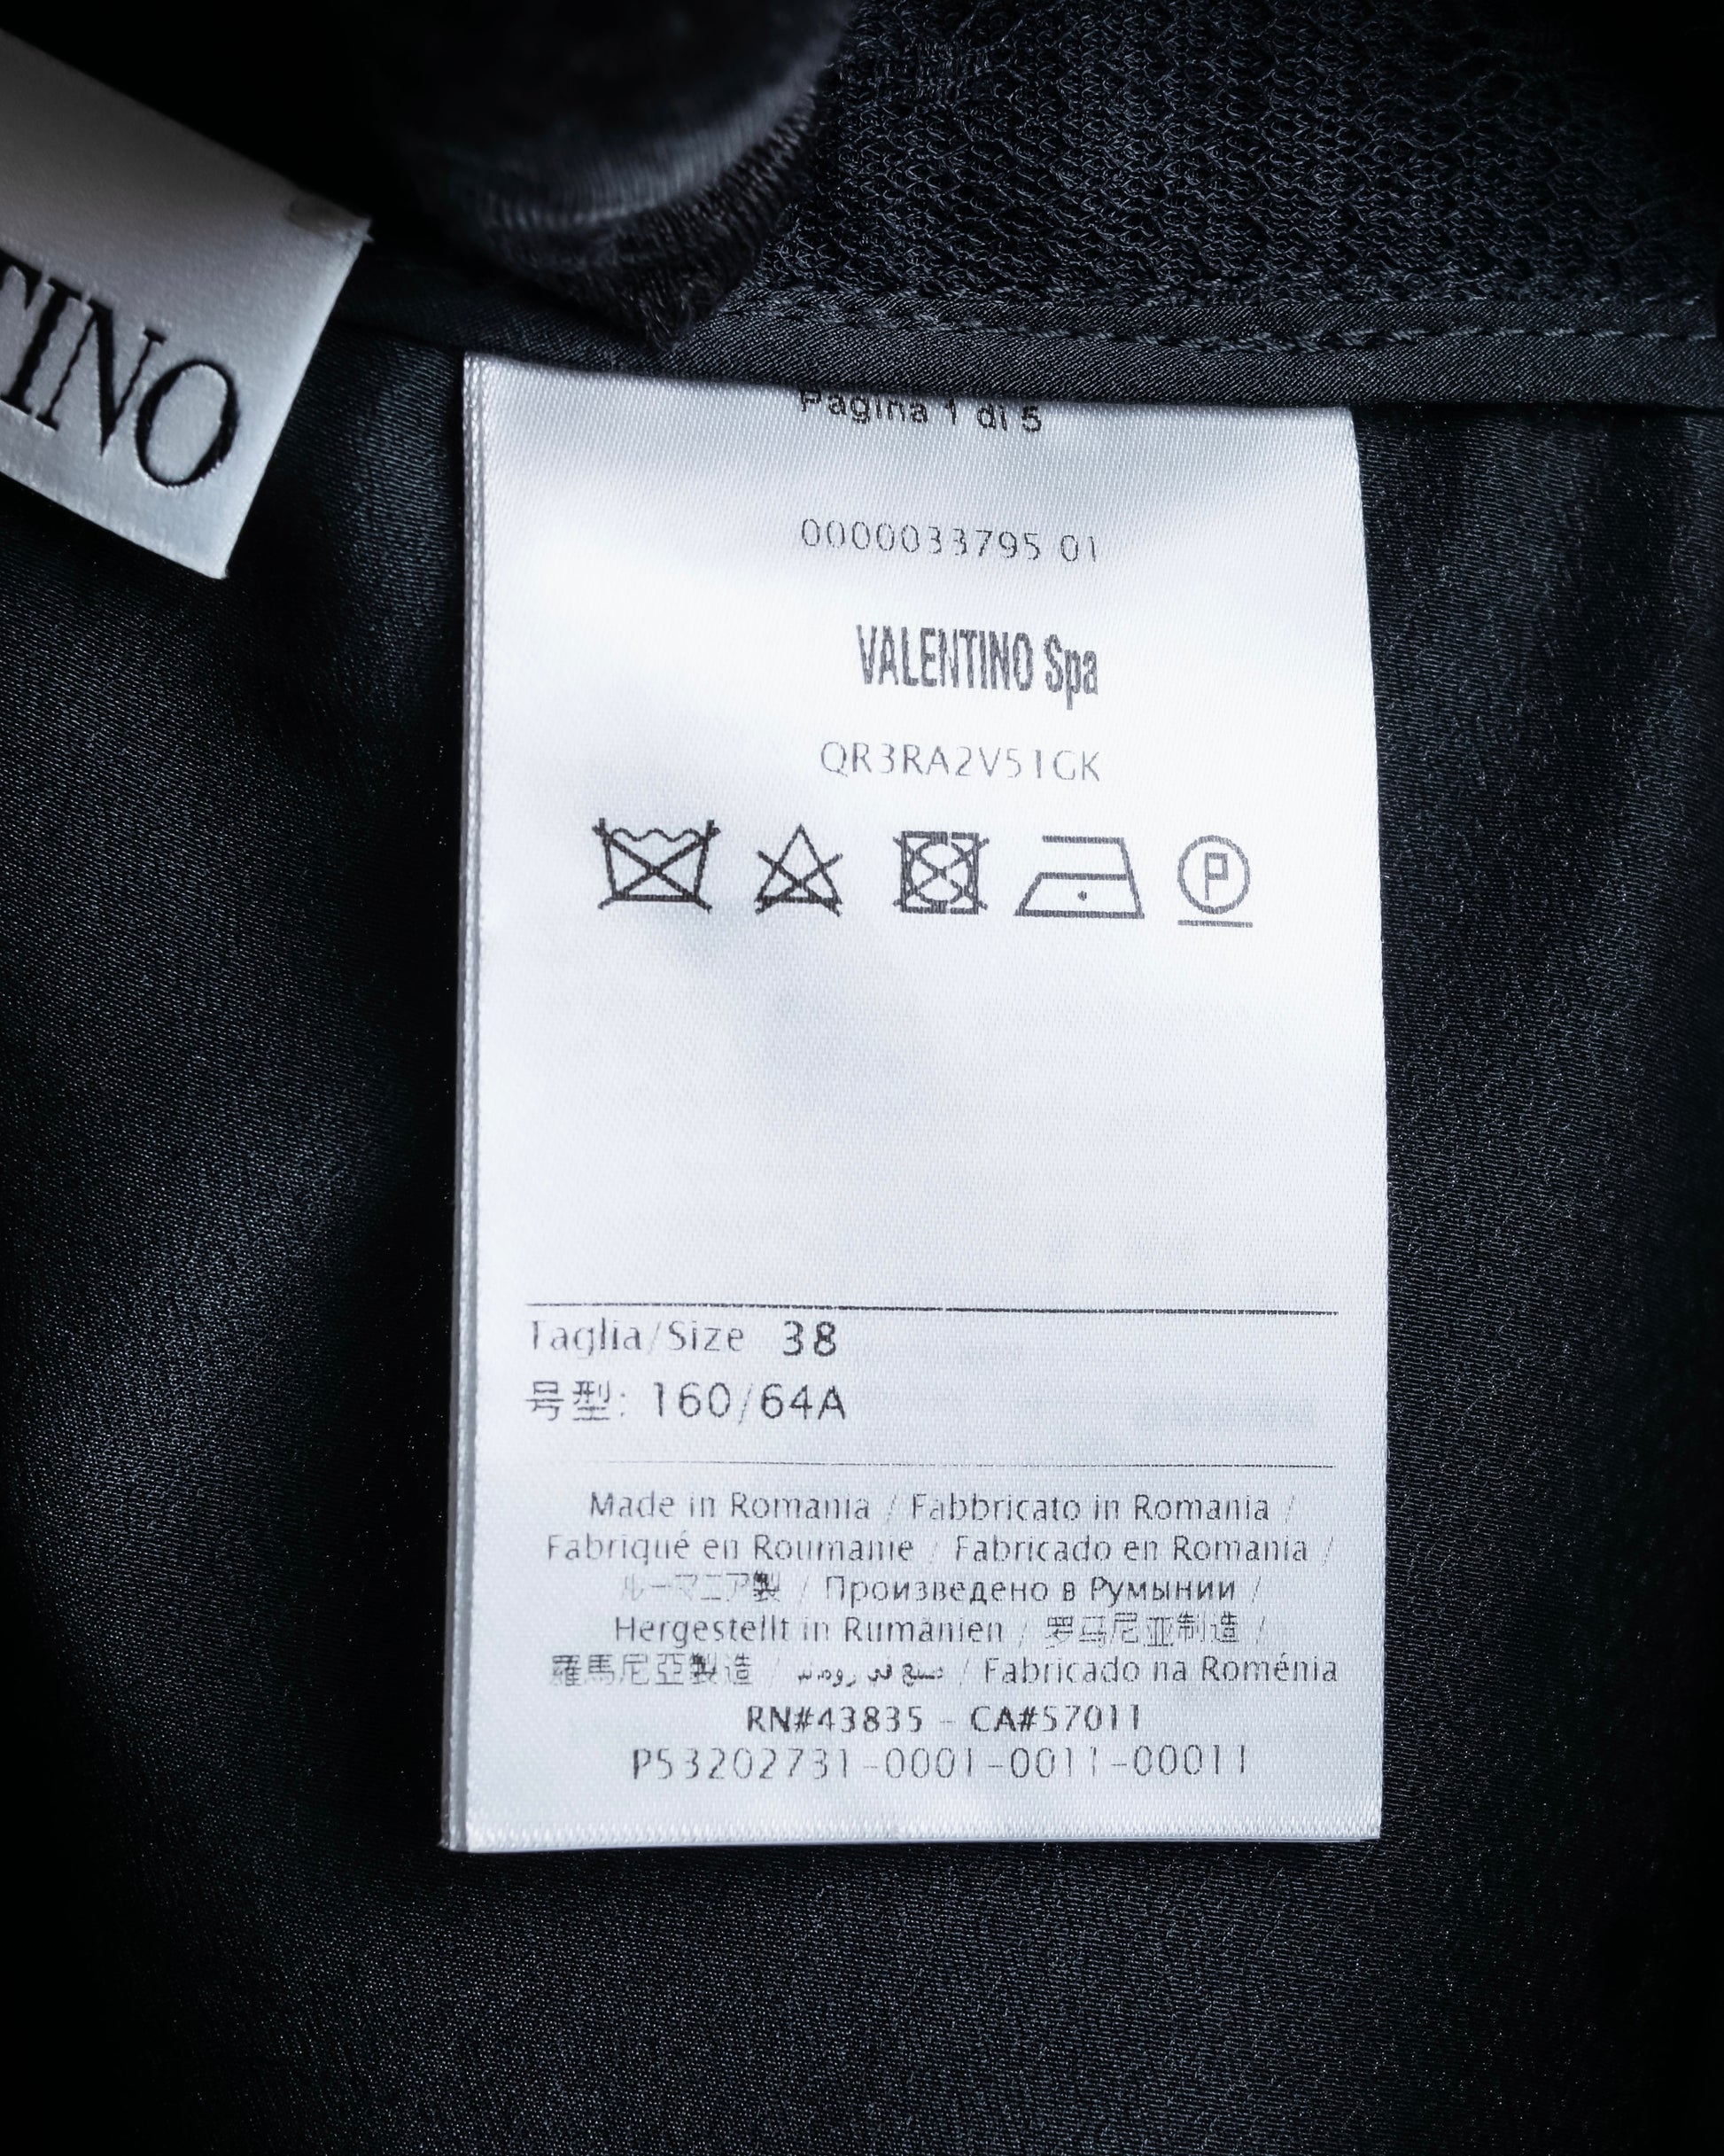 TINO
Pagina 1 di 5
0000033795 01
VALENTINO Spa
QR3RA2V51GK
P
Taglia/Size 38
号型: 160/64A
Made in Romania / Fabbricato in Romania /
Fabriqué en Roumanie / Fabricado en Romania /
ルーマニア製 / Произведено в Румынии /
Hergestellt in Rumänien / 罗马尼亚制造 /
羅馬尼亞製造 / صنع في / Fabricado na Roménia
RN#43835 - CA#57011
P53202731-0001-0011-00011